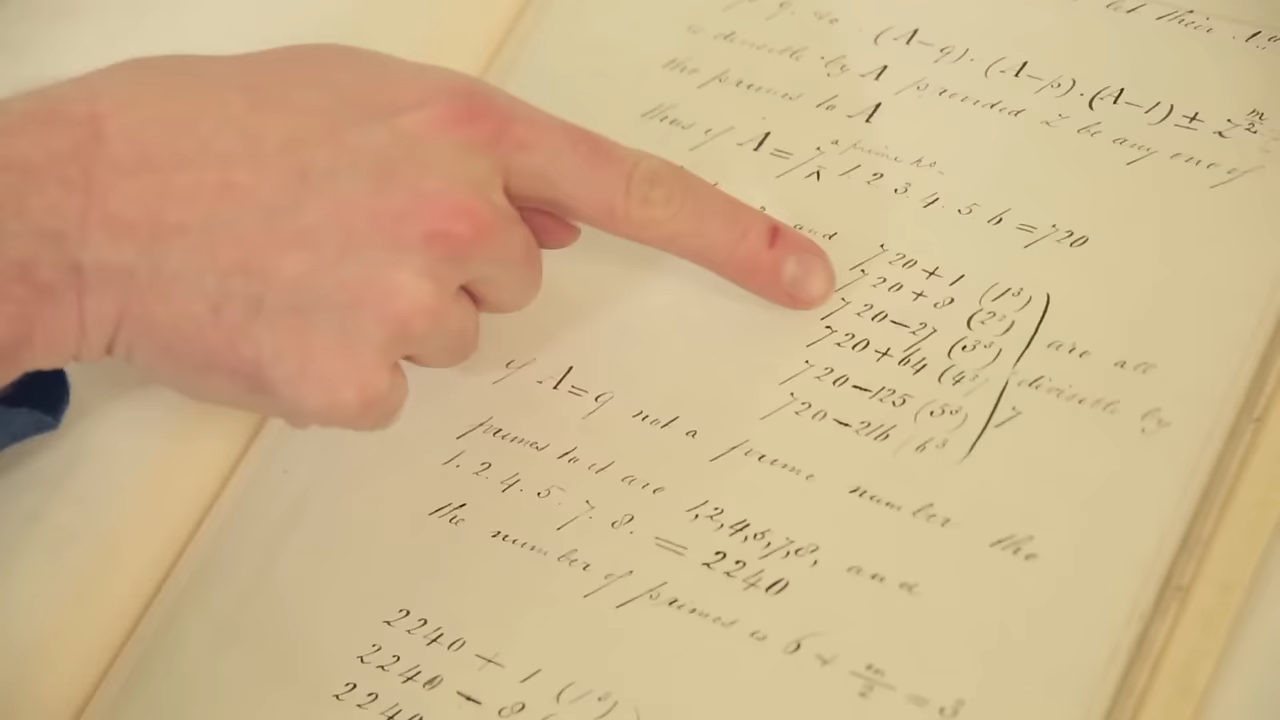 let their
q. &c. (A-q).(A-p).(A-1) ± Z^m/2
is divisible by A provided Z be any one of
the primes to A
thus if A=7 a prime no. 1.2.3.4.5.6=720
and
720+1 (1³)
720+8 (2³)
720-27 (3³)
720+64 (4³)
720-125 (5³)
720-216 (6³
are all
divisible by
7
if A=9 not a prime number the
primes to it are 1,2,4,5,7,8, and
1.2.4.5.7.8. = 2240
the number of primes is 6 & m/2 = 3
2240 + 1 (1³)
2240 - 8
2240